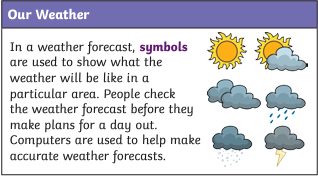 Our Weather
In a weather forecast, symbols
are used to show what the
weather will be like in a
particular area. People check
the weather forecast before they
make plans for a day out.
Computers are used to help make
accurate weather forecasts.